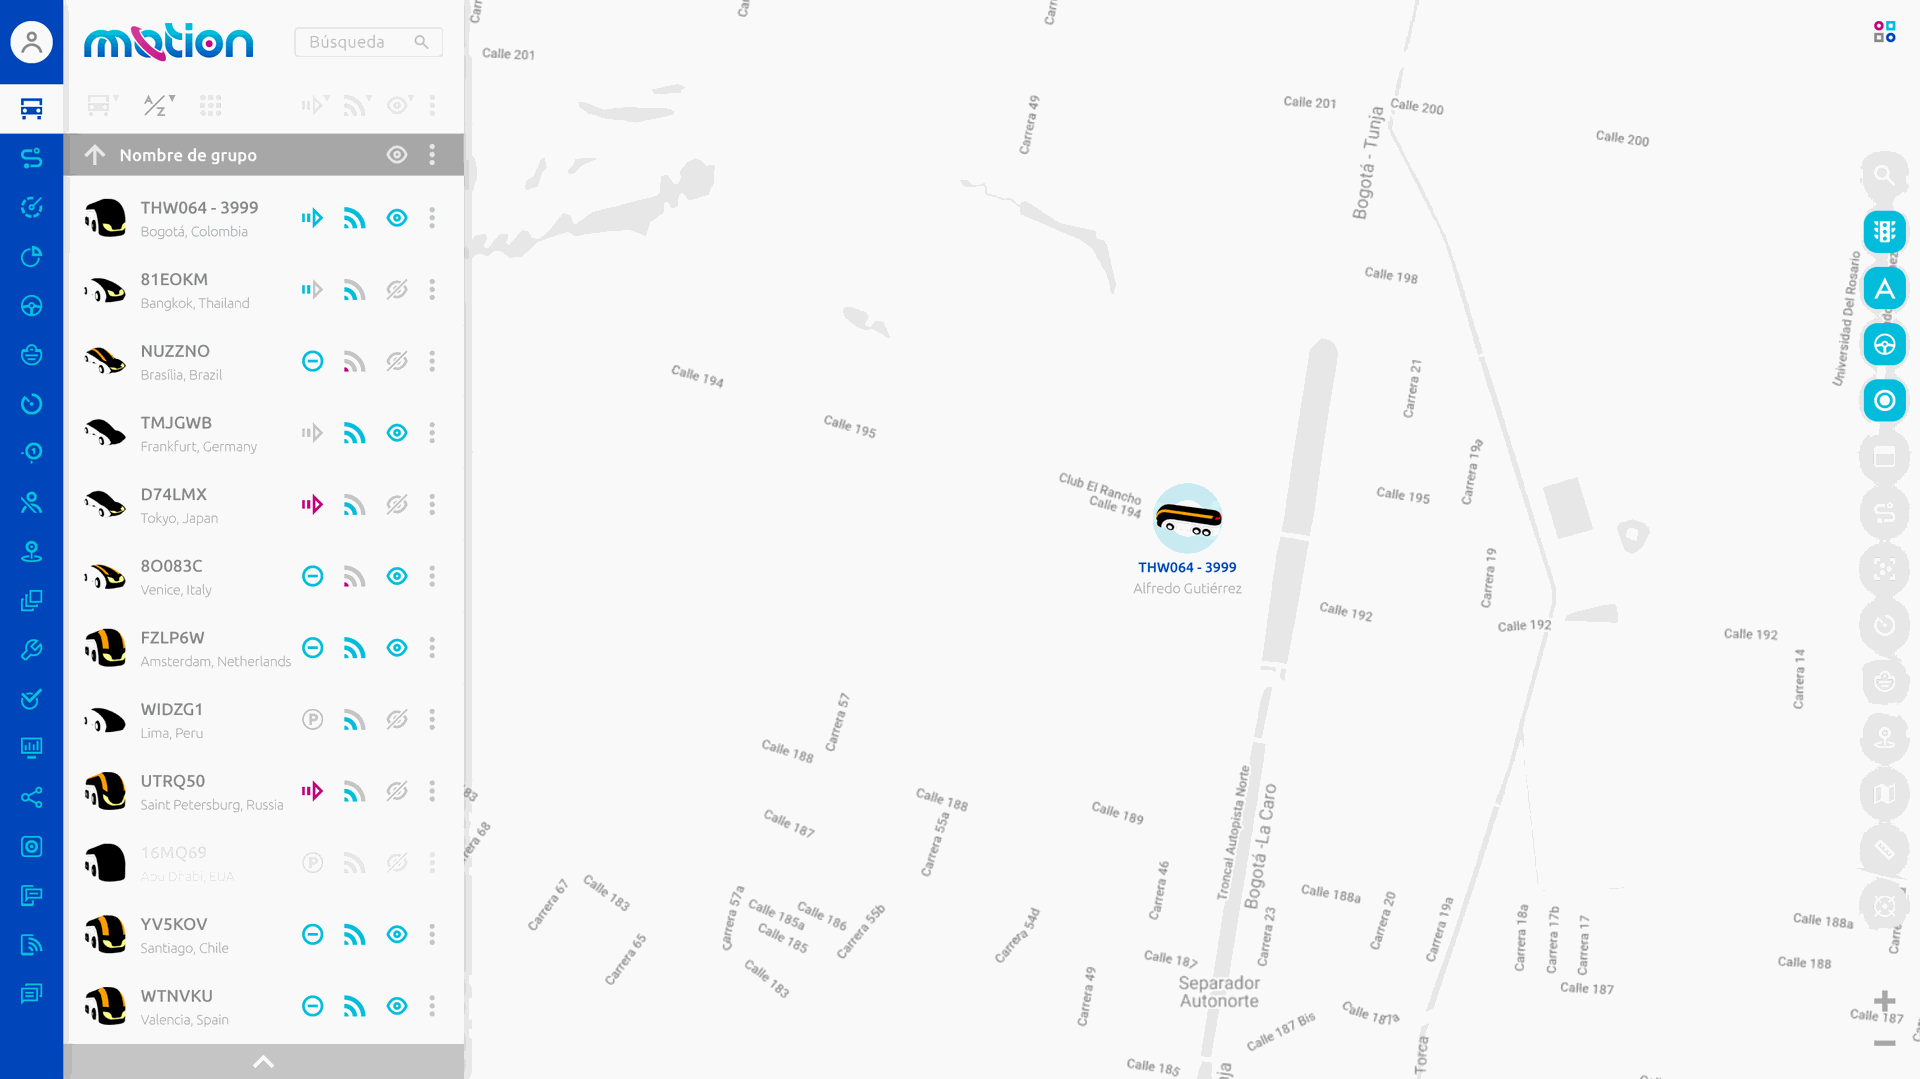 motion
Búsqueda
A/Z
Nombre de grupo
THW064 - 3999
Bogotá, Colombia
81EOKM
Bangkok, Thailand
NUZZNO
Brasília, Brazil
TMJGWB
Frankfurt, Germany
D74LMX
Tokyo, Japan
8O083C
Venice, Italy
FZLP6W
Amsterdam, Netherlands
WIDZG1
Lima, Peru
P
UTRQ50
Saint Petersburg, Russia
16MQ69
Abu Dhabi, EUA
P
YV5KOV
Santiago, Chile
WTNVKU
Valencia, Spain
Calle 201
Carrera 49
Calle 201
Calle 200
Calle 200
Bogotá - Tunja
Calle 198
Universidad Del Rosario
Calle 194
Calle 195
Carrera 21
Carrera 19a
Club El Rancho
Calle 194
Calle 195
THW064 - 3999
Alfredo Gutiérrez
Carrera 19
Calle 192
Calle 192
Calle 192
Carrera 14
Carrera 57
Calle 188
Calle 188
Calle 187
Carrera 55a
Calle 189
Troncal Autopista Norte
Bogotá -La Caro
Carrera 46
Carrera 67
Calle 183
Carrera 65
Carrera 57a
Calle 185a
Calle 186
Calle 185
Carrera 55b
Calle 183
Carrera 54d
Carrera 49
Calle 187
Carrera 23
Calle 188a
Carrera 20
Carrera 19a
Carrera 18a
Carrera 17b
Carrera 17
Calle 188a
Calle 188
Calle 187
Calle 187
Separador
Autonorte
Calle 187 Bis
Calle 187a
Calle 185
Torca